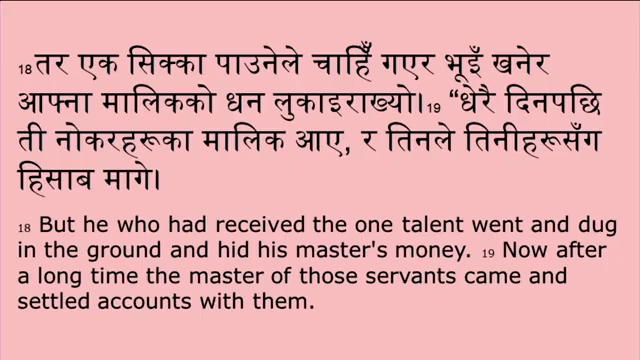 18तर एक सिक्का पाउनेले चाहिँ गएर भूइँ खनेर
आफ्ना मालिकको धन लुकाइराख्यो।19 “धेरै दिनपछि
ती नोकरहरूका मालिक आए, र तिनले तिनीहरूसँग
हिसाब मागे।
18 But he who had received the one talent went and dug
in the ground and hid his master's money. 19 Now after
a long time the master of those servants came and
settled accounts with them.